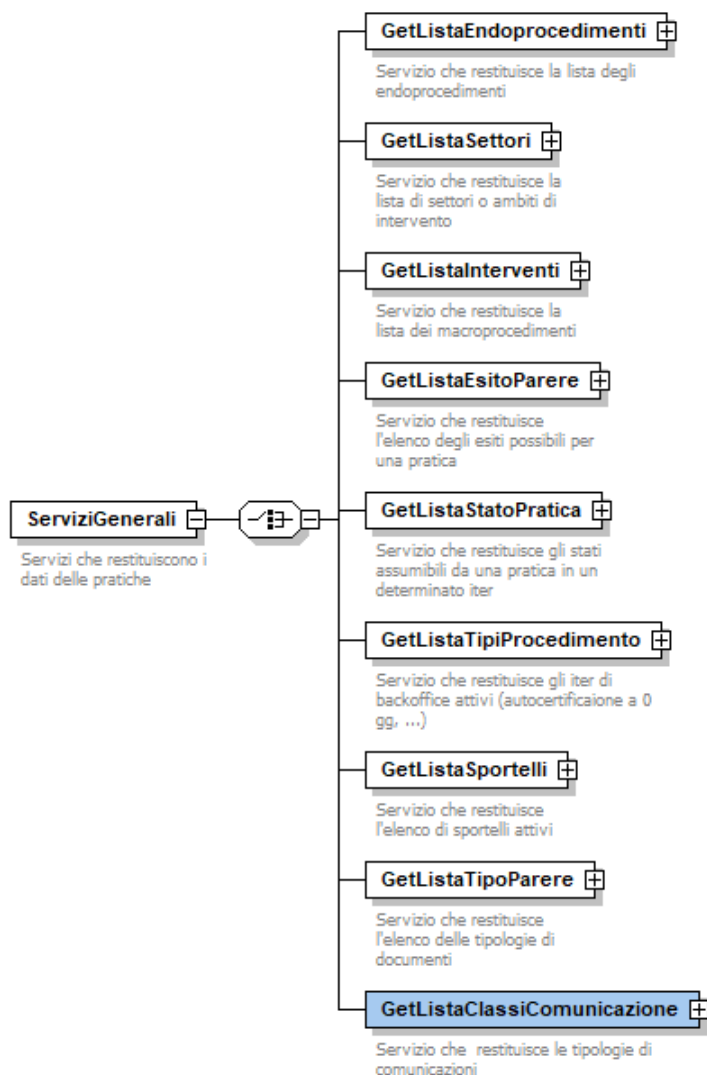 GetListaEndoprocedimenti
Servizio che restituisce la lista degli
endoprocedimenti
GetListaSettori
Servizio che restituisce la
lista di settori o ambiti di
intervento
GetListaInterventi
Servizio che restituisce la
lista dei macroprocedimenti
GetListaEsitoParere
Servizio che restituisce
l'elenco degli esiti possibili per
una pratica
ServiziGenerali
Servizi che restituiscono i
dati delle pratiche
GetListaStatoPratica
Servizio che restituisce gli stati
assumibili da una pratica in un
determinato iter
GetListaTipiProcedimento
Servizio che restituisce gli iter di
backoffice attivi (autocertificaione a 0
gg, ...)
GetListaSportelli
Servizio che restituisce
l'elenco di sportelli attivi
GetListaTipoParere
Servizio che restituisce
l'elenco delle tipologie di
documenti
GetListaClassiComunicazione
Servizio che  restituisce le tipologie di
comunicazioni